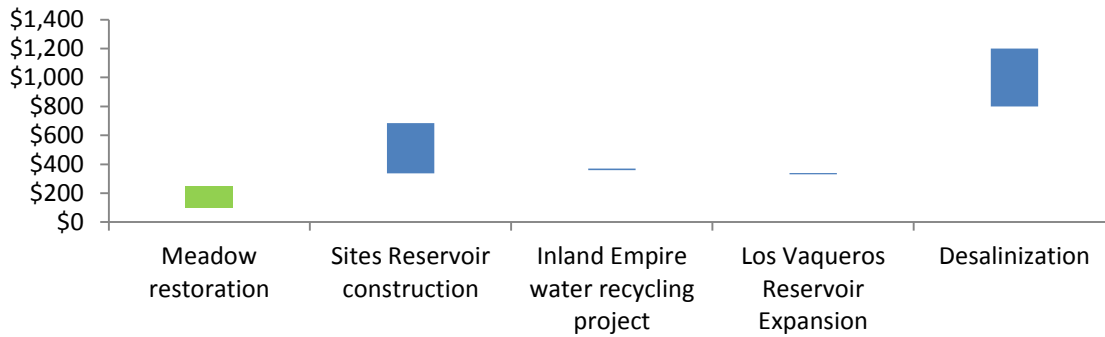 $1,400
$1,200
$1,000
$800
$600
$400
$200
$0
Meadow
restoration
Sites Reservoir
construction
Inland Empire
water recycling
project
Los Vaqueros
Reservoir
Expansion
Desalinization